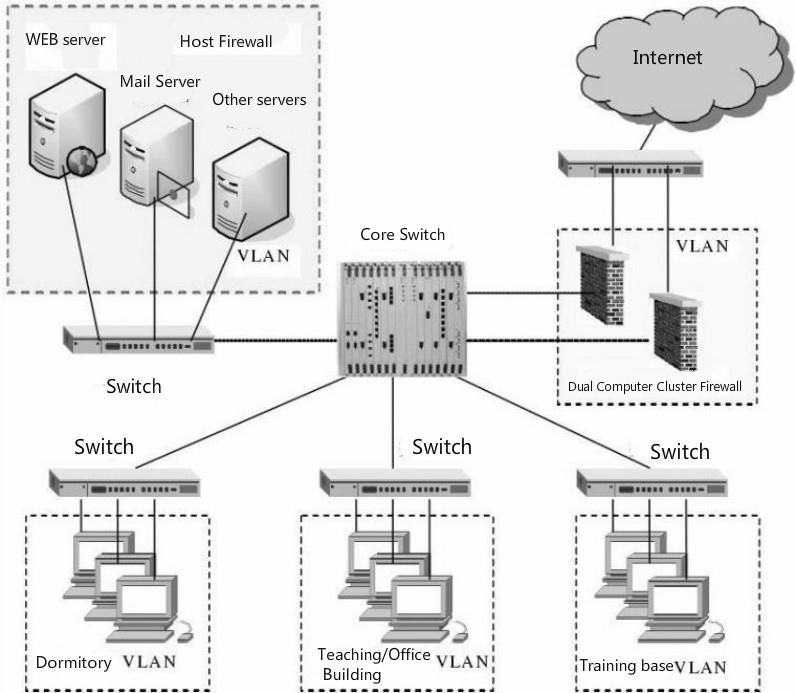 WEB server
Host Firewall
Mail Server
Other servers
VLAN
Internet
VLAN
Core Switch
Dual Computer Cluster Firewall
Switch
Switch
Switch
Switch
Dormitory VLAN
Teaching/Office VLAN
Building
Training base VLAN